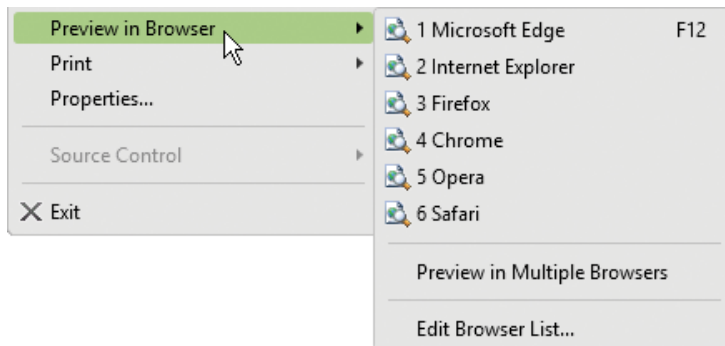 Preview in Browser
Print
Properties...
Source Control
Exit
1 Microsoft Edge F12
2 Internet Explorer
3 Firefox
4 Chrome
5 Opera
6 Safari
Preview in Multiple Browsers
Edit Browser List...